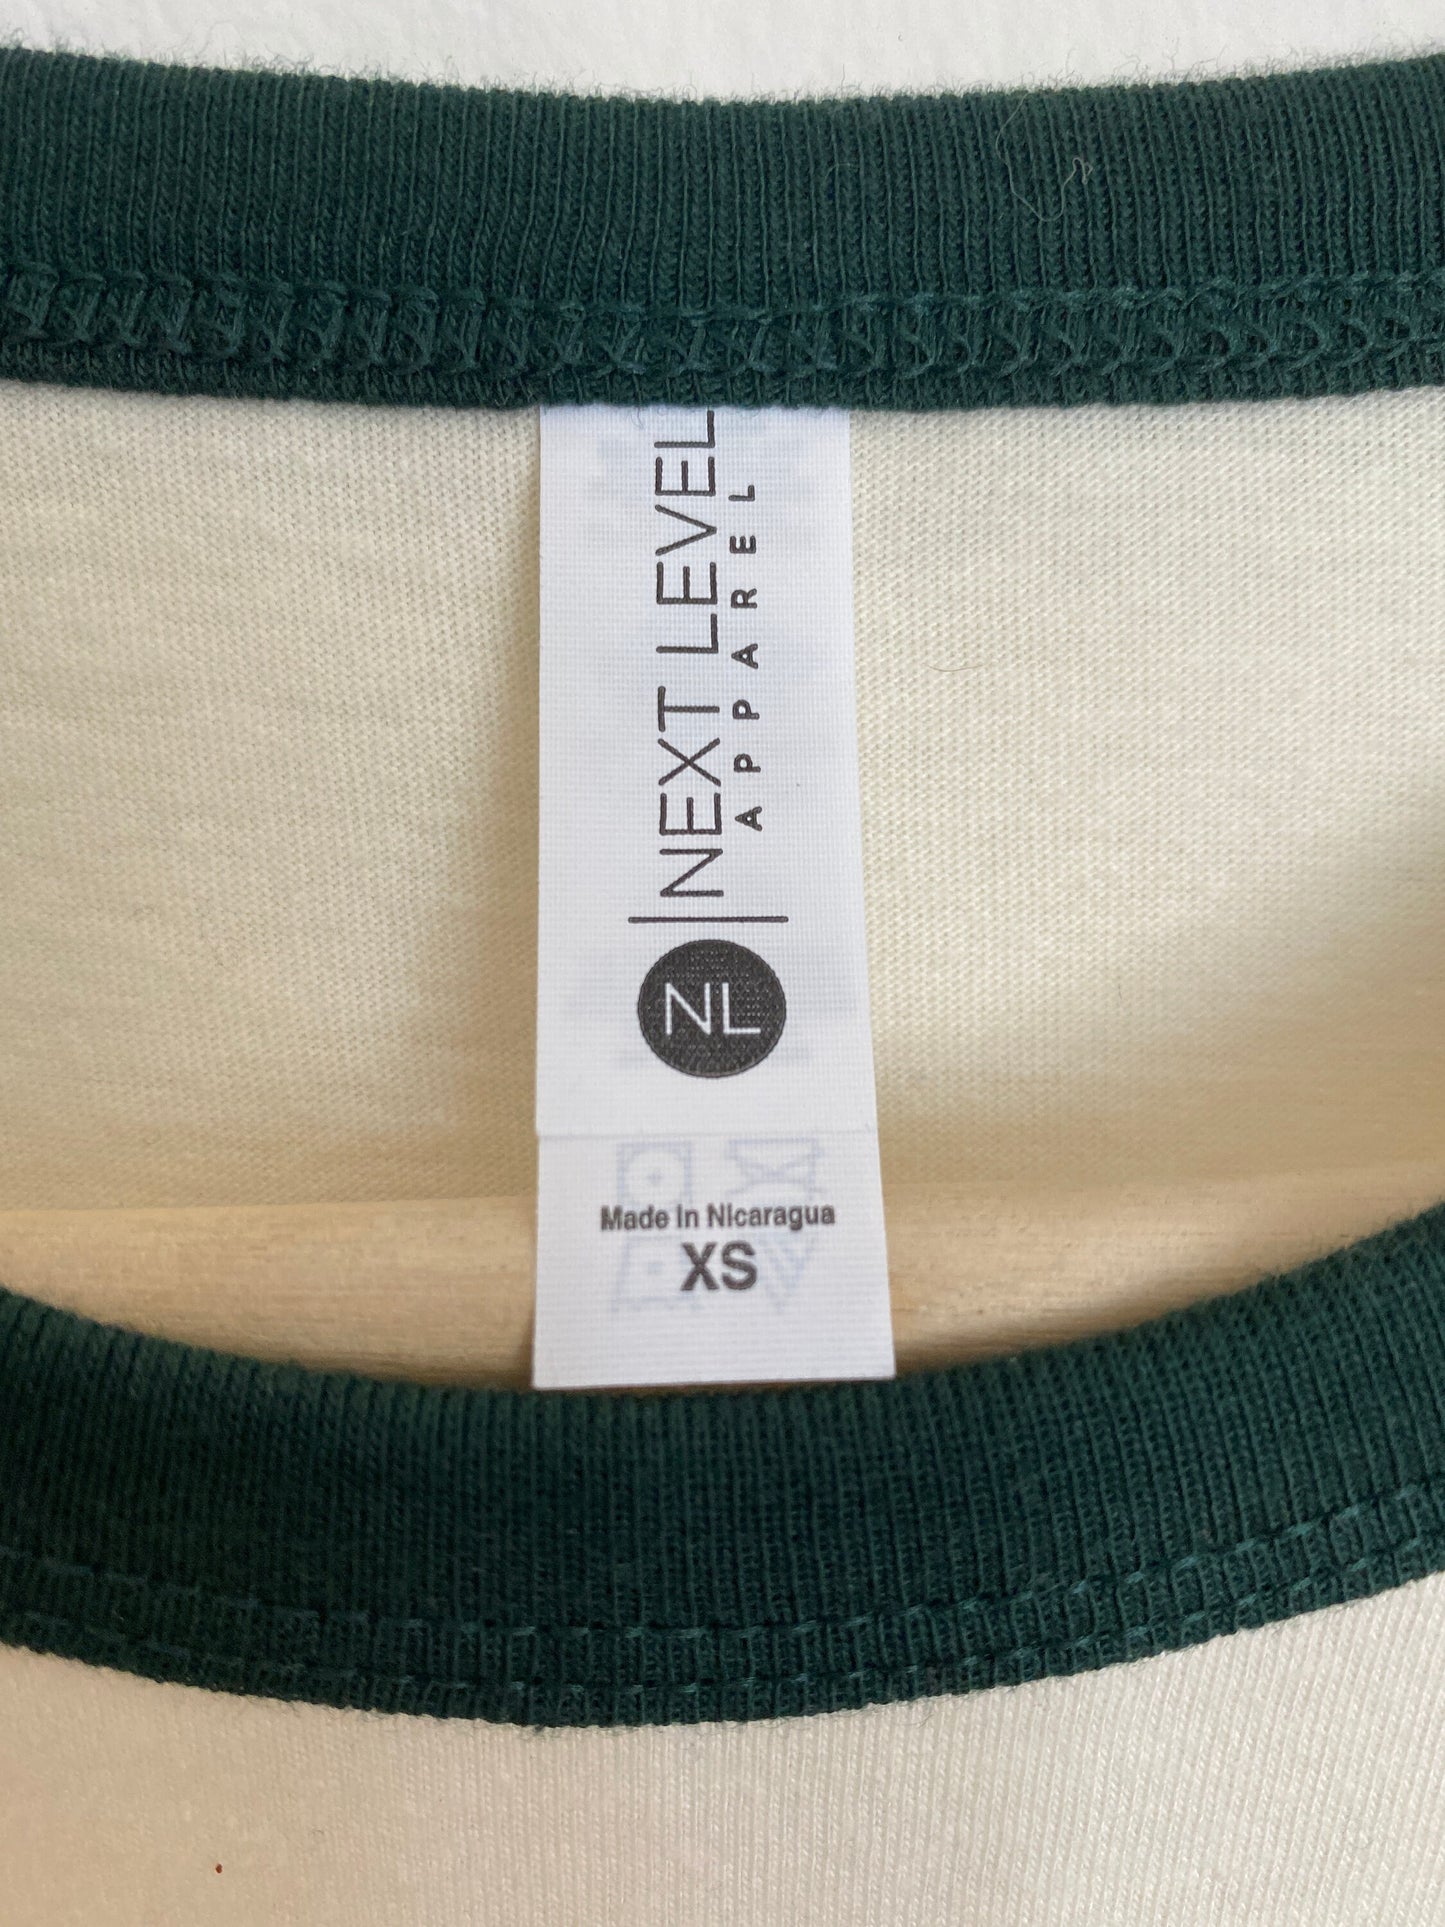 NEXT LEVEL
APPAREL
NL
Made in Nicaragua
XS